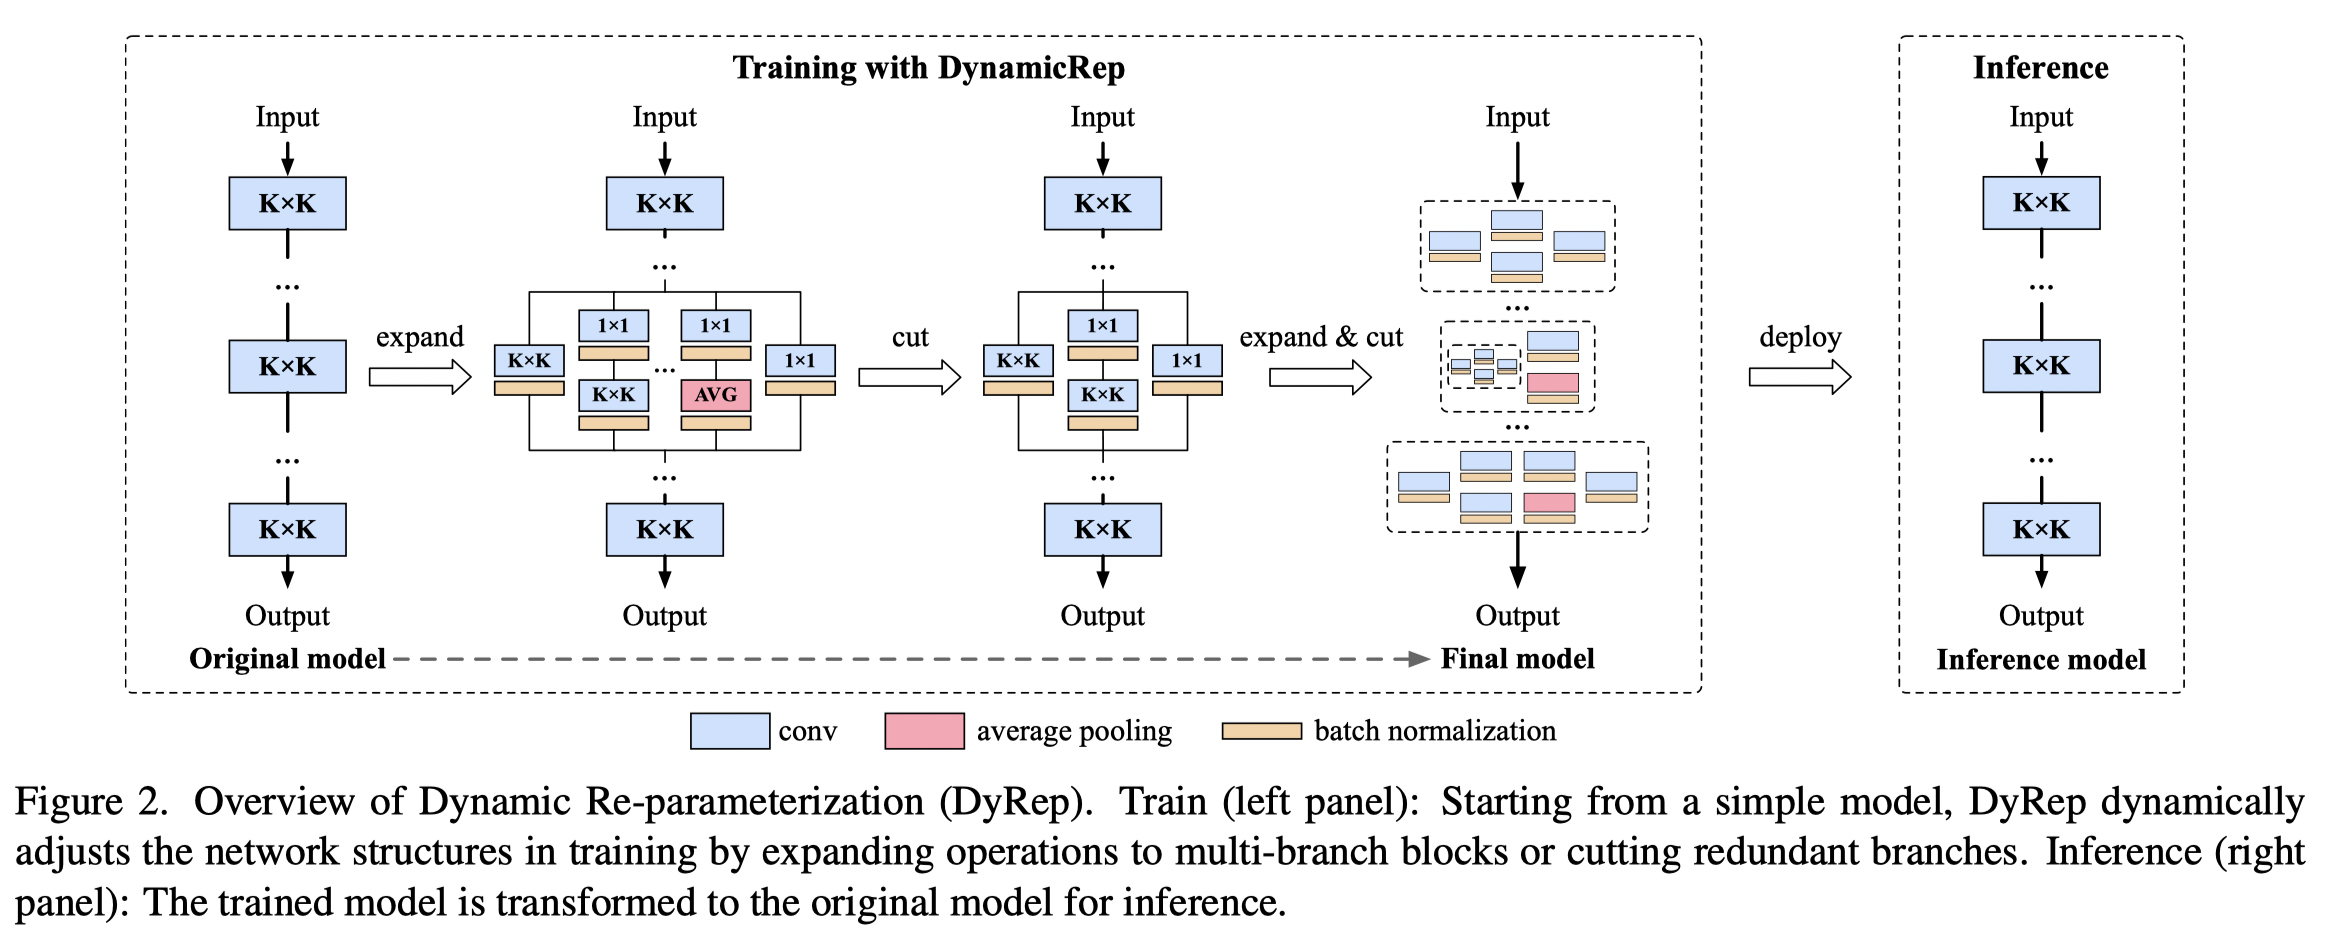 Training with DynamicRep
Inference
Input
Input
Input
Input
Input
K×K
K×K
K×K
K×K
...
...
...
...
...
K×K
expand
K×K
1×1
K×K
...
1×1
AVG
1×1
cut
K×K
1×1
K×K
1×1
expand & cut
...
deploy
K×K
...
...
...
...
K×K
K×K
K×K
K×K
Output
Output
Output
Output
Output
Original model
Final model
Inference model
conv
average pooling
batch normalization
Figure 2. Overview of Dynamic Re-parameterization (DyRep). Train (left panel): Starting from a simple model, DyRep dynamically
adjusts the network structures in training by expanding operations to multi-branch blocks or cutting redundant branches. Inference (right
panel): The trained model is transformed to the original model for inference.